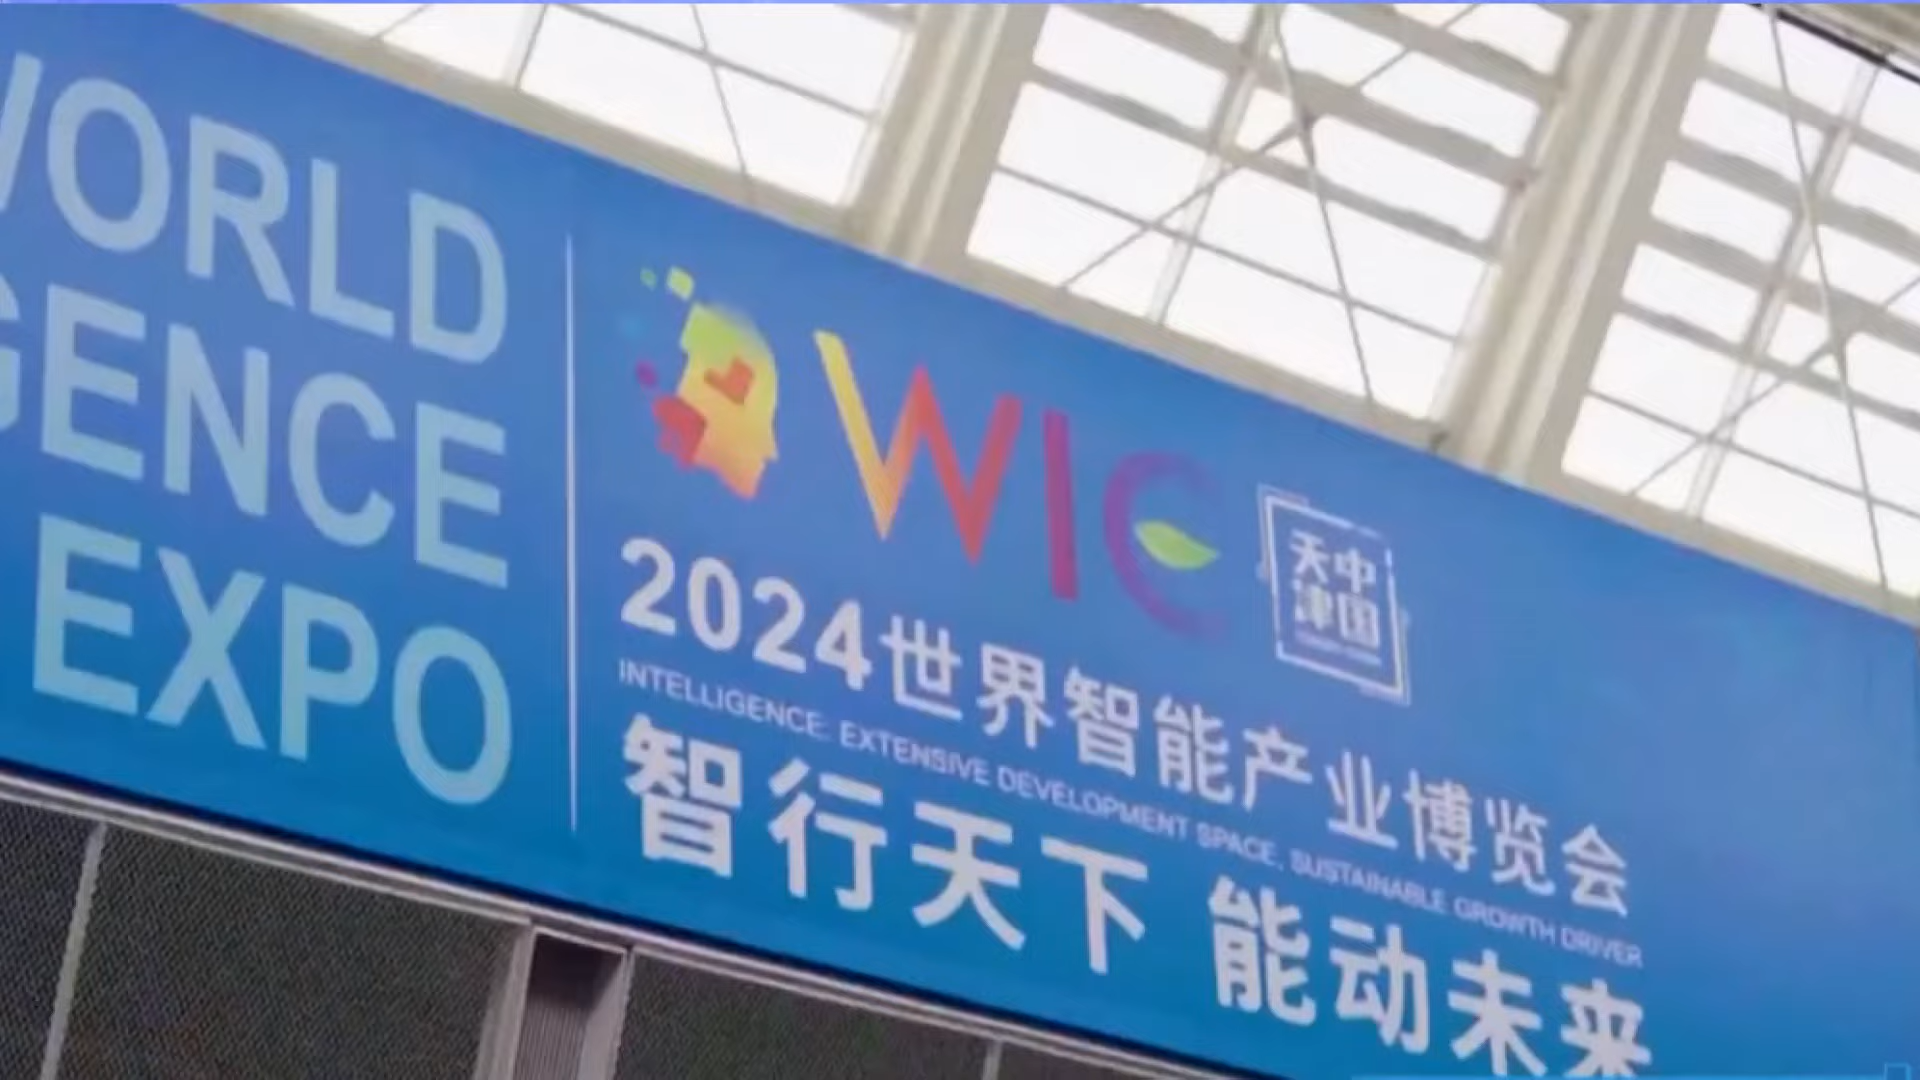 WORLD
GENCE
EXPO
WIC
天中
津国
2024世界智能产业博览会
INTELLIGENCE: EXTENSIVE DEVELOPMENT SPACE, SUSTAINABLE GROWTH DRIVER
智行天下 能动未来